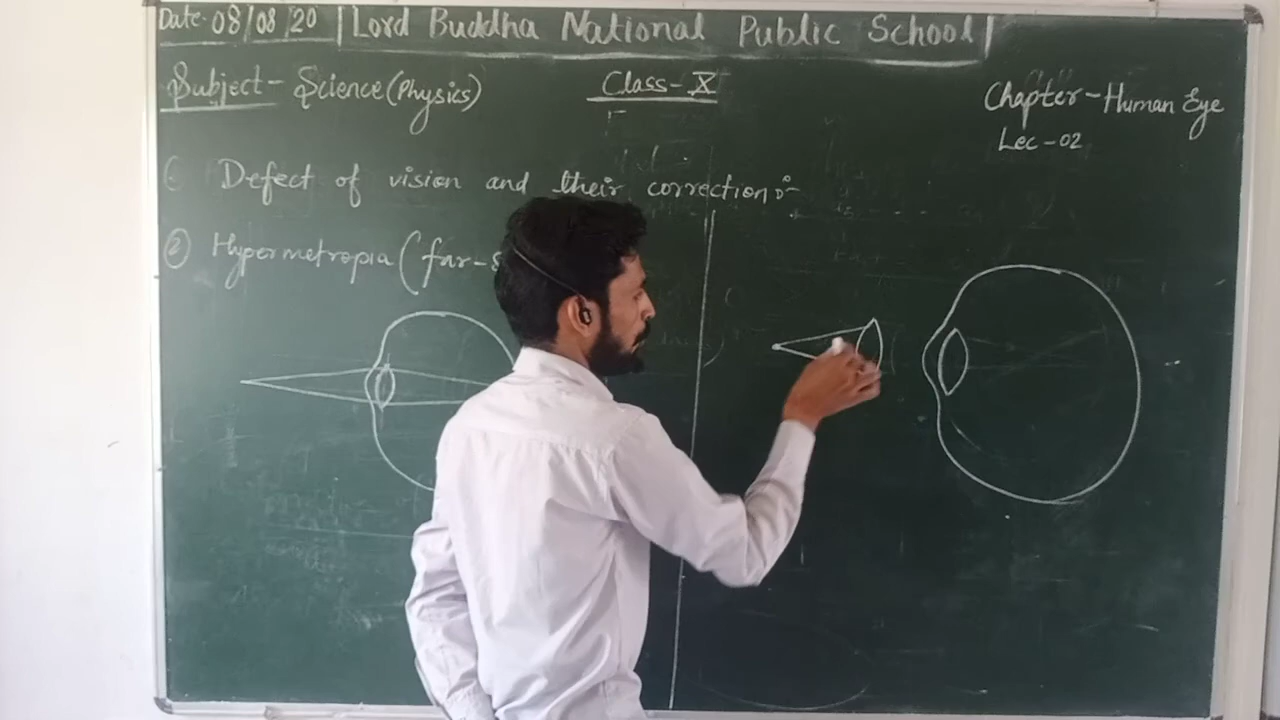 Date- 08/08/20 | Lord Buddha National Public School |
Subject - Science (Physics)
Class - X
Chapter - Human Eye
Lec - 02
Defect of vision and their correction :-
② Hypermetropia (far-s